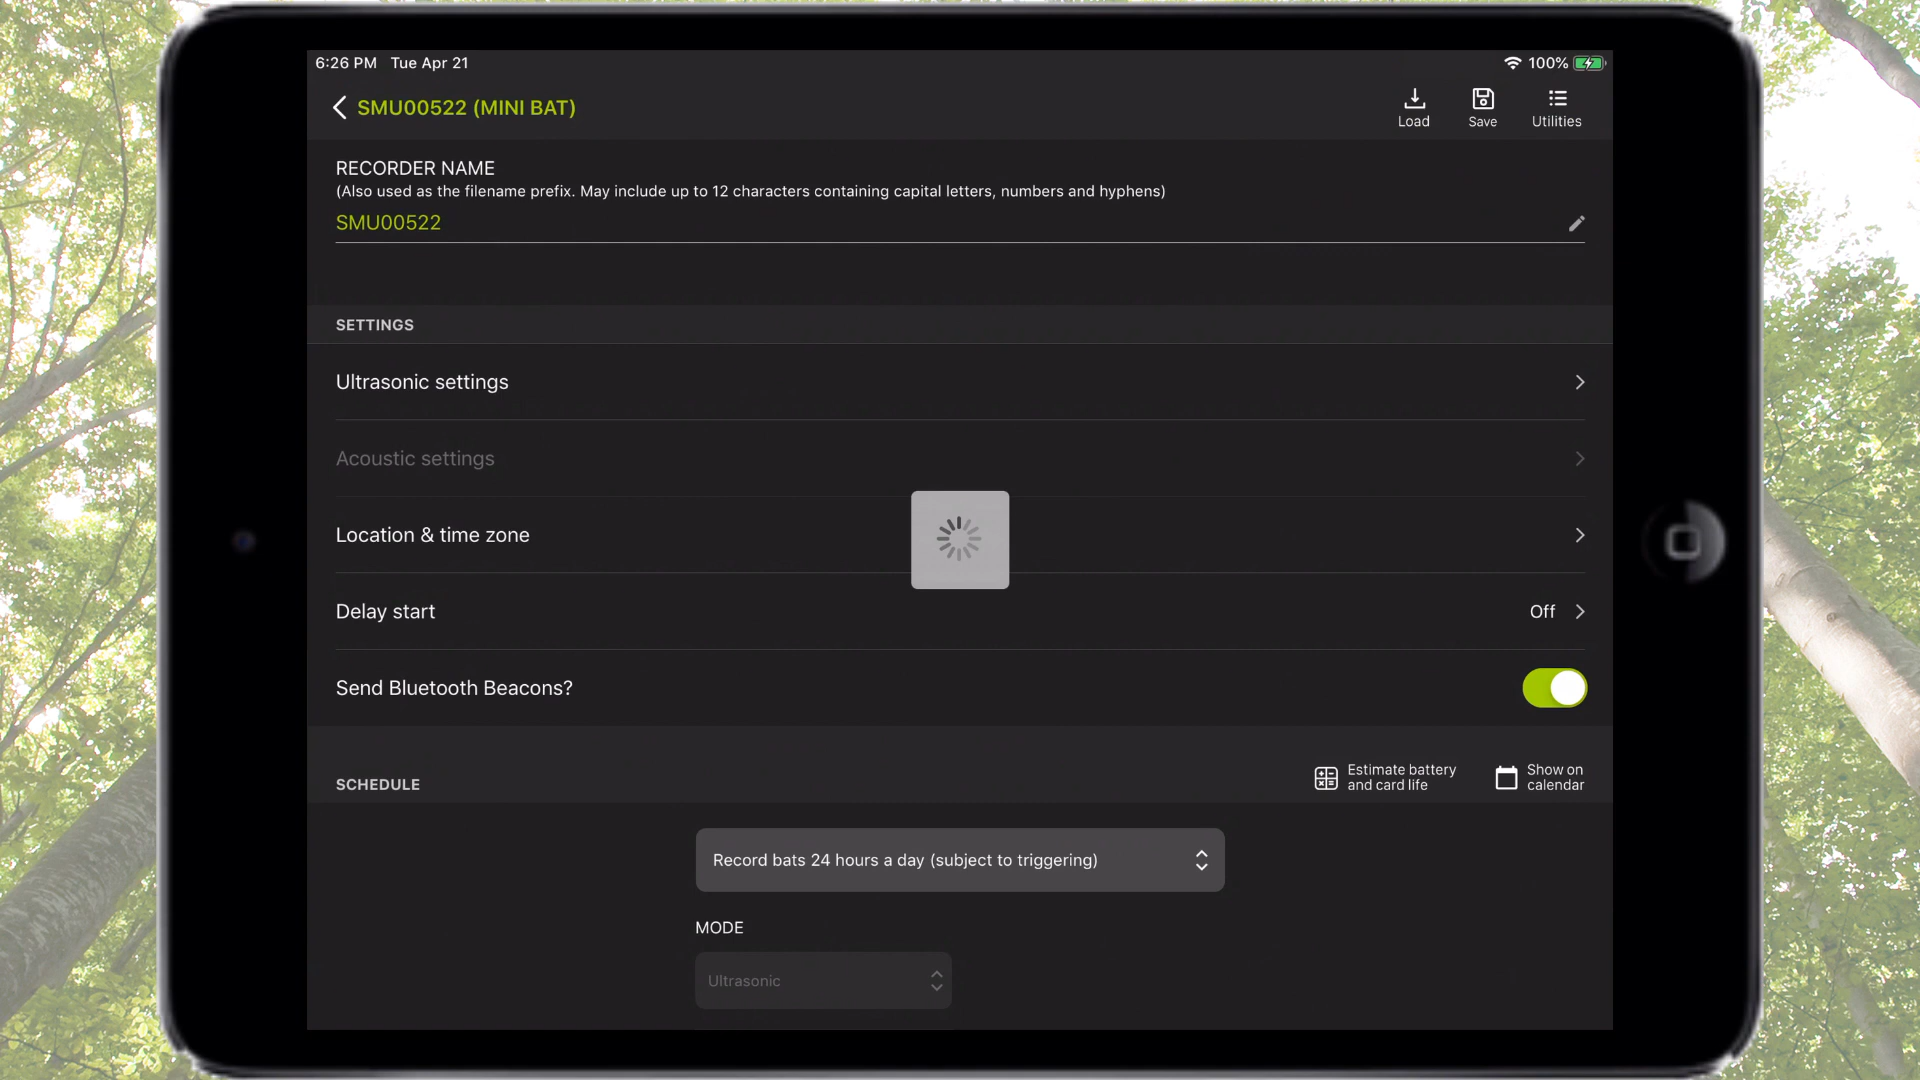 6:26 PM Tue Apr 21
100%
SMU00522 (MINI BAT)
Load
Save
Utilities
RECORDER NAME
(Also used as the filename prefix. May include up to 12 characters containing capital letters, numbers and hyphens)
SMU00522
SETTINGS
Ultrasonic settings
Acoustic settings
Location & time zone
Delay start
Off
Send Bluetooth Beacons?
SCHEDULE
Estimate battery
and card life
Show on
calendar
Record bats 24 hours a day (subject to triggering)
MODE
Ultrasonic